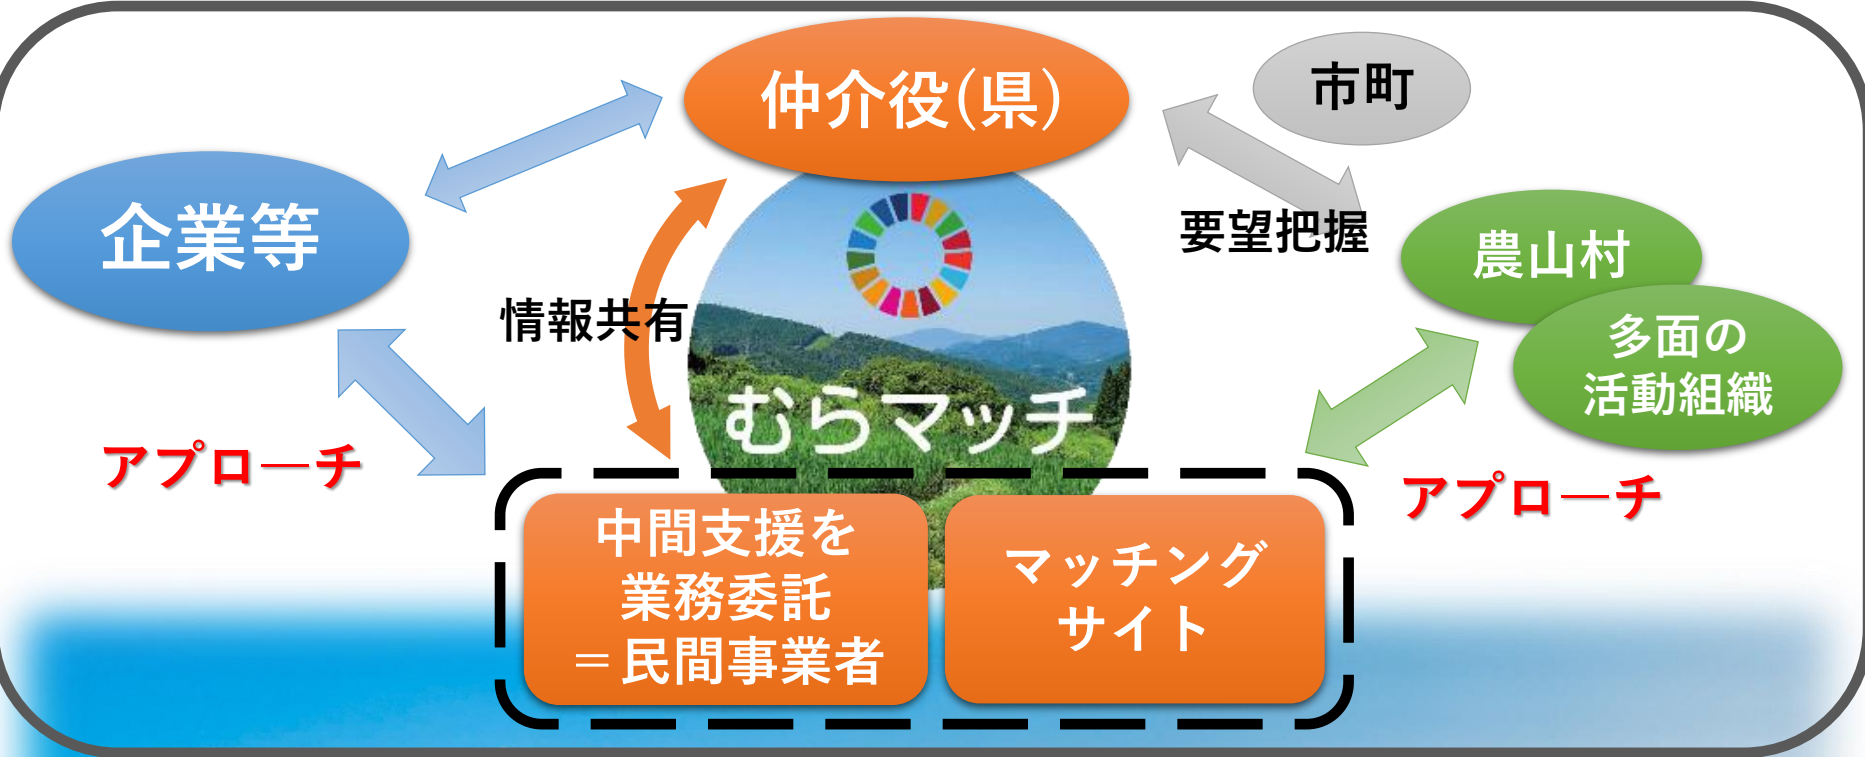 仲介役(県)
市町
企業等
要望把握
農山村
情報共有
多面の
活動組織
むらマッチ
アプローチ
アプローチ
中間支援を
業務委託
＝民間事業者
マッチング
サイト